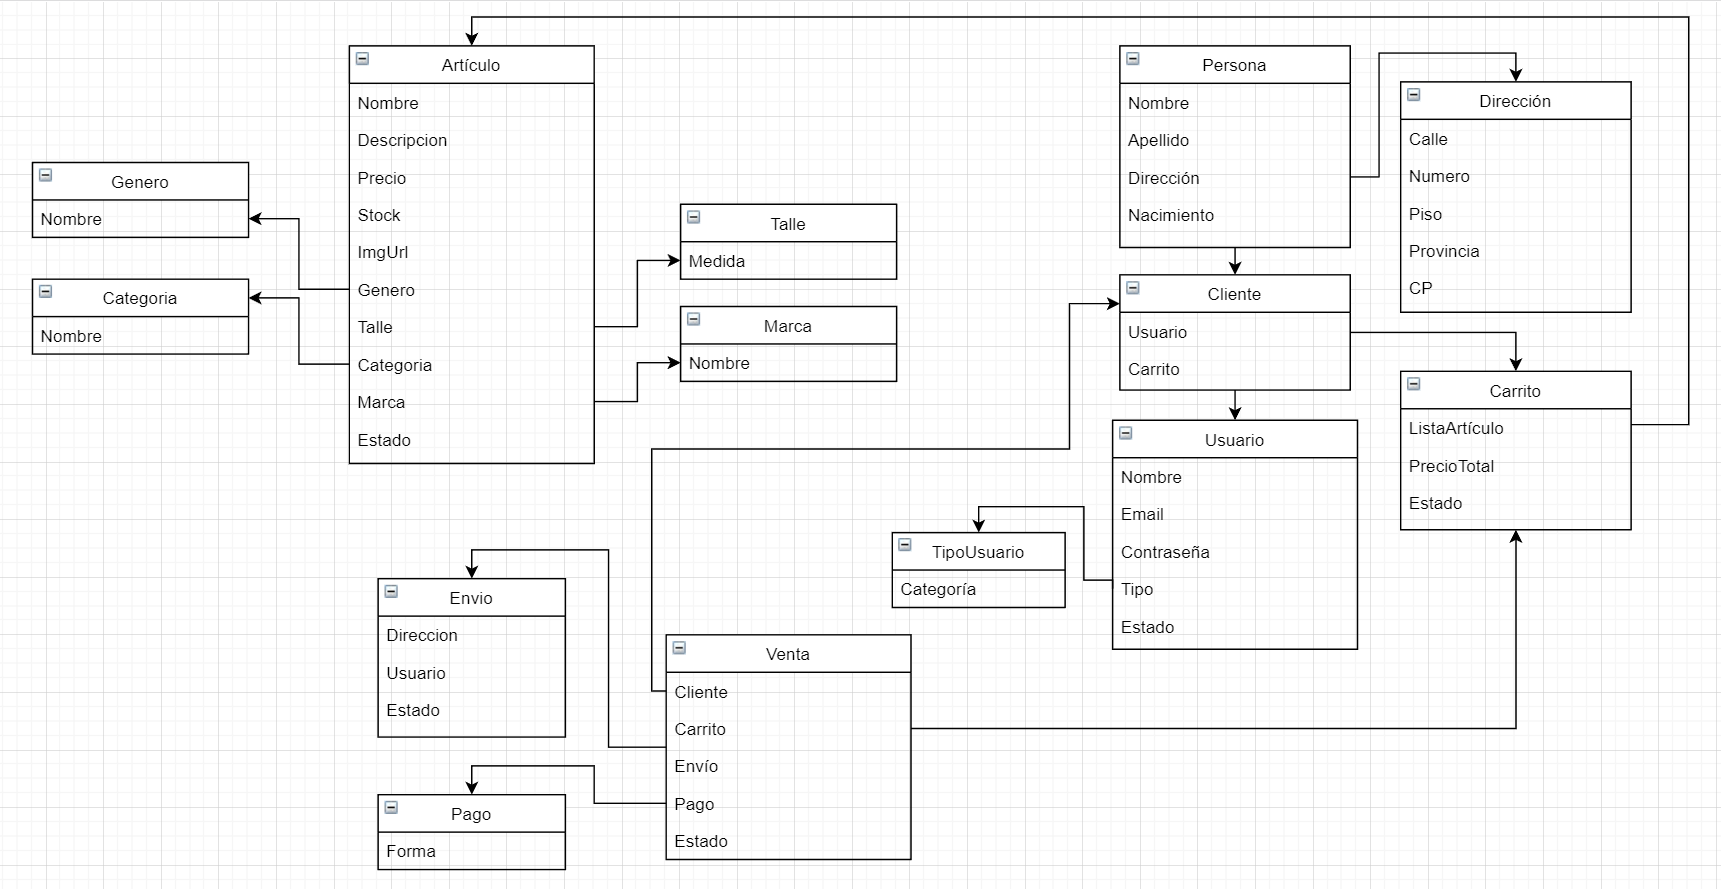 Artículo
Nombre
Descripcion
Precio
Stock
ImgUrl
Genero
Talle
Categoria
Marca
Estado
Genero
Nombre
Categoria
Nombre
Talle
Medida
Marca
Nombre
Persona
Nombre
Apellido
Dirección
Nacimiento
Dirección
Calle
Numero
Piso
Provincia
CP
Cliente
Usuario
Carrito
Carrito
ListaArtículo
PrecioTotal
Estado
Usuario
Nombre
Email
Contraseña
Tipo
Estado
TipoUsuario
Categoría
Envio
Direccion
Usuario
Estado
Venta
Cliente
Carrito
Envío
Pago
Estado
Pago
Forma